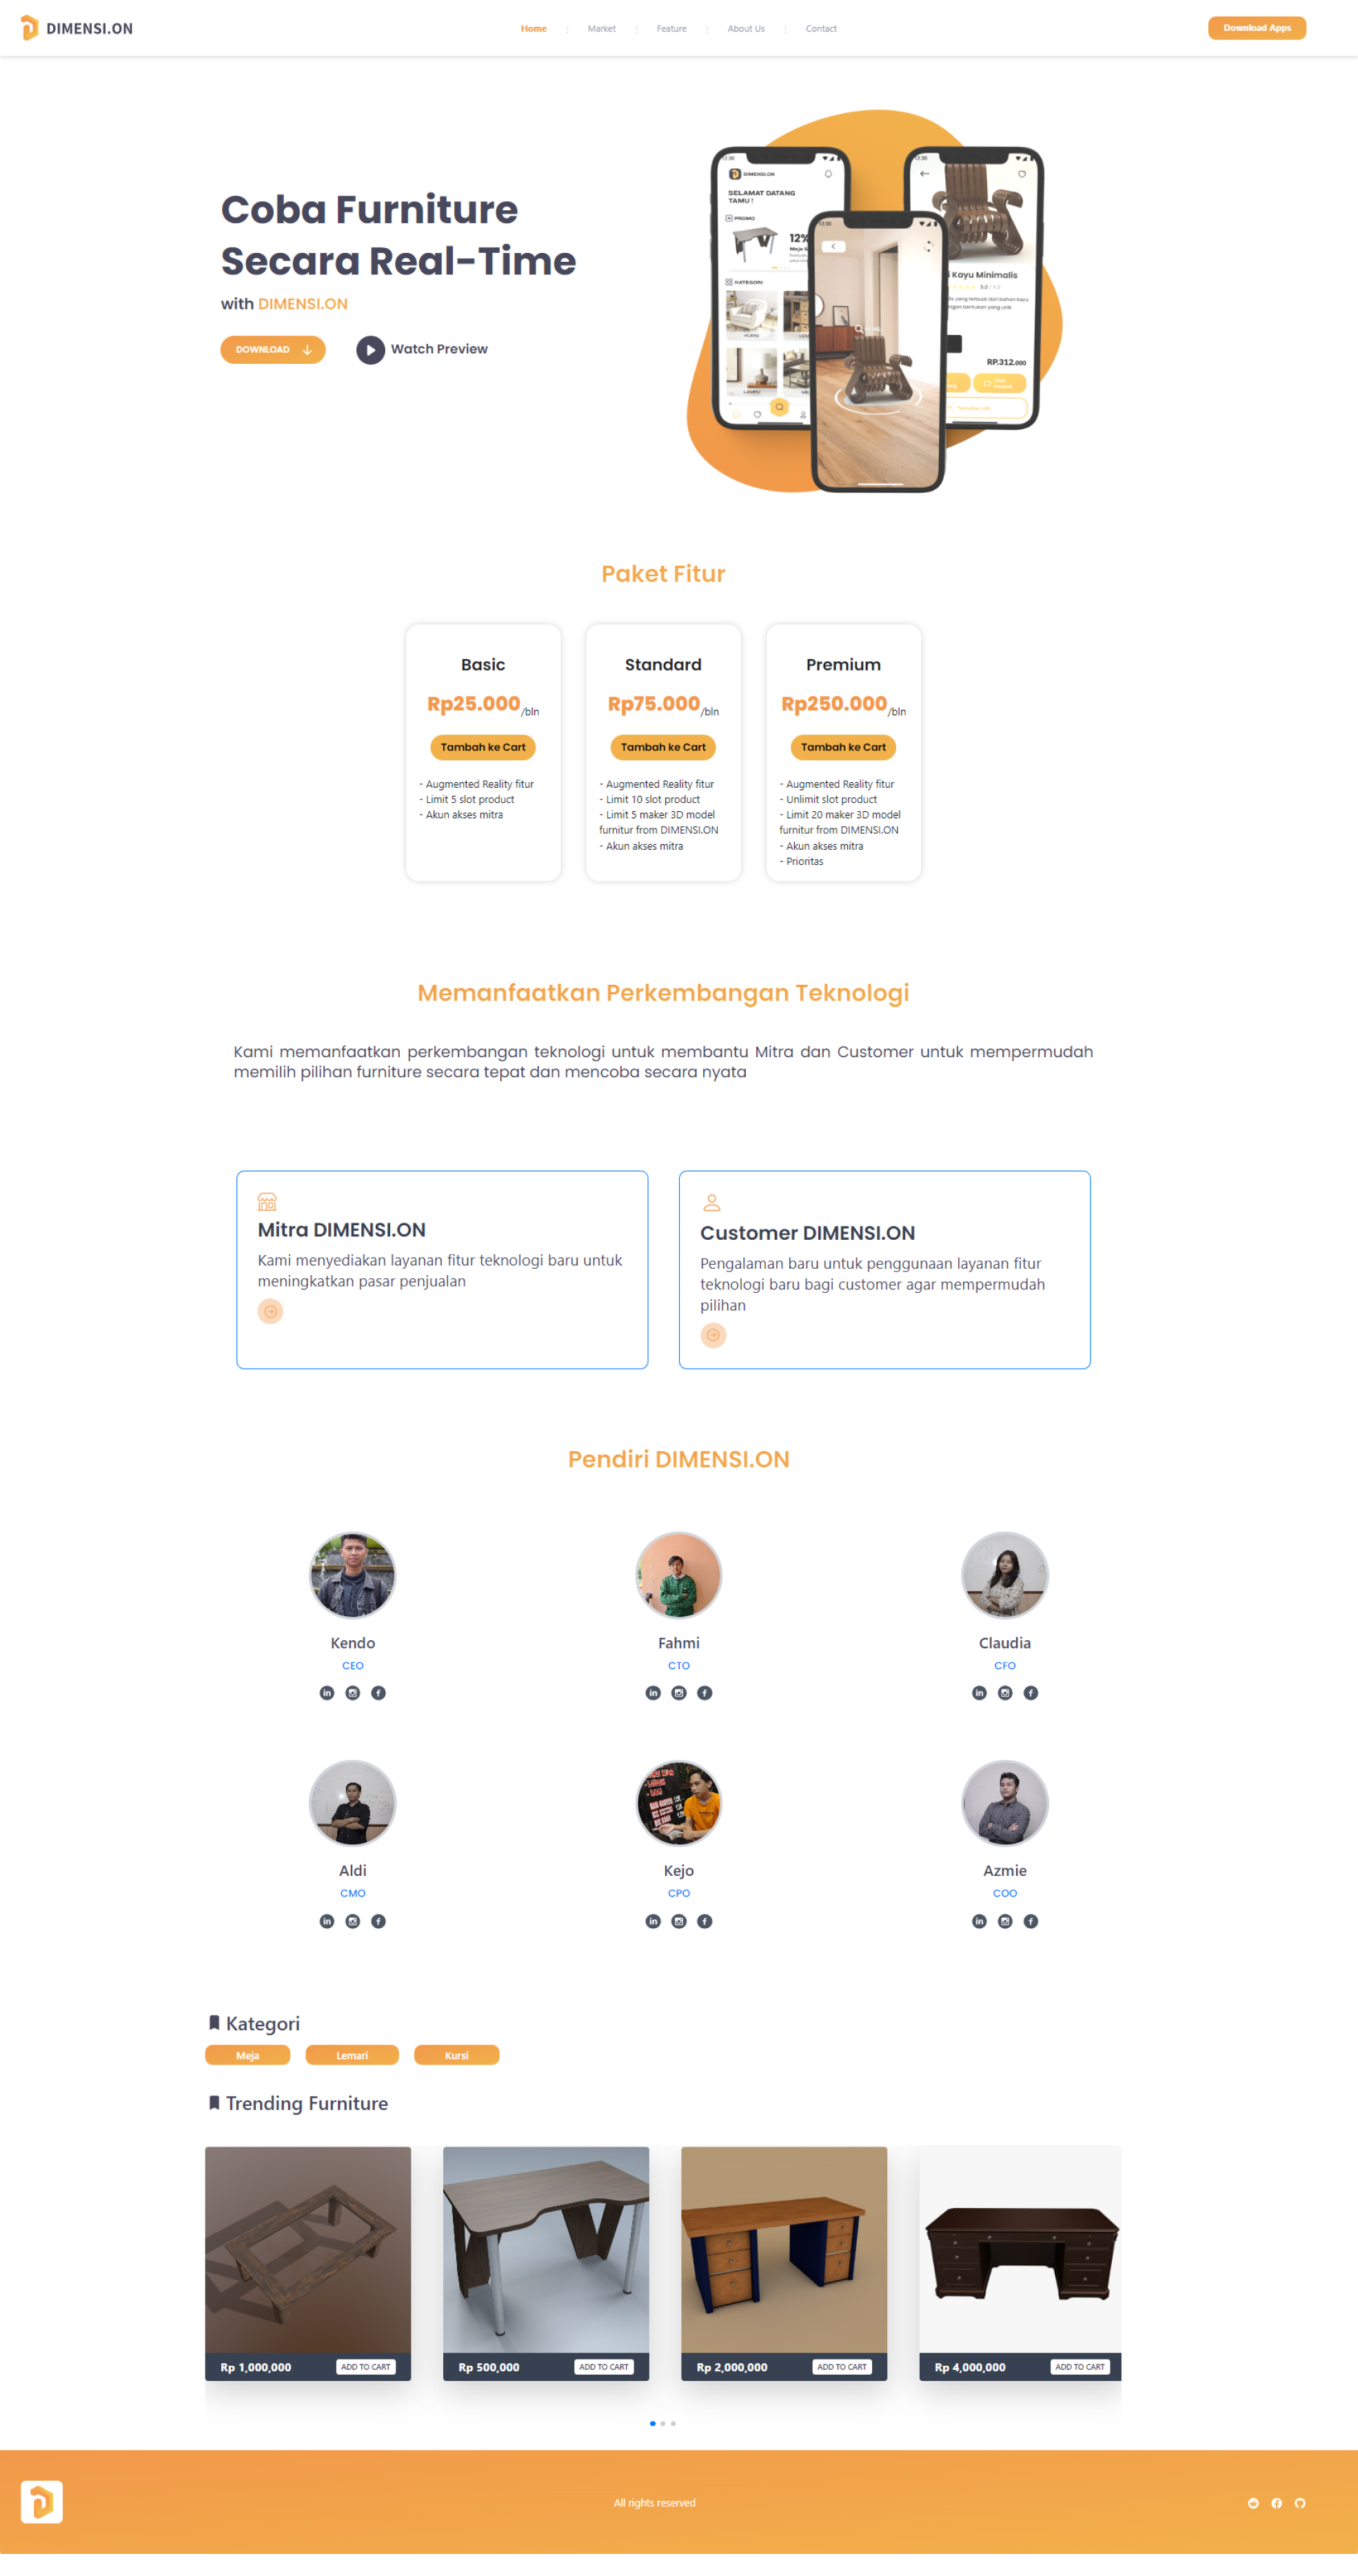 DIMENSI.ON
Home
Market
Feature
About Us
Contact
Download Apps
Coba Furniture
Secara Real-Time
with DIMENSI.ON
DOWNLOAD
Watch Preview
12:30
DIMENSI.ON
SELAMAT DATANG
TAMU !
PROMO
12%
KATEGORI
12:30
12:30
Kayu Minimalis
5.0
RP.312.000
Paket Fitur
Basic
Rp25.000/bln
Tambah ke Cart
- Augmented Reality fitur
- Limit 5 slot product
- Akun akses mitra
Standard
Rp75.000/bln
Tambah ke Cart
- Augmented Reality fitur
- Limit 10 slot product
- Limit 5 maker 3D model
furnitur from DIMENSI.ON
- Akun akses mitra
Premium
Rp250.000/bln
Tambah ke Cart
- Augmented Reality fitur
- Unlimit slot product
- Limit 20 maker 3D model
furnitur from DIMENSI.ON
- Akun akses mitra
- Prioritas
Memanfaatkan Perkembangan Teknologi
Kami memanfaatkan perkembangan teknologi untuk membantu Mitra dan Customer untuk mempermudah
memilih pilihan furniture secara tepat dan mencoba secara nyata
Mitra DIMENSI.ON
Kami menyediakan layanan fitur teknologi baru untuk
meningkatkan pasar penjualan
Customer DIMENSI.ON
Pengalaman baru untuk penggunaan layanan fitur
teknologi baru bagi customer agar mempermudah
pilihan
Pendiri DIMENSI.ON
Kendo
CEO
Fahmi
CTO
Claudia
CFO
Aldi
CMO
Kejo
CPO
Azmie
COO
Kategori
Meja
Lemari
Kursi
Trending Furniture
Rp 1,000,000
ADD TO CART
Rp 500,000
ADD TO CART
Rp 2,000,000
ADD TO CART
Rp 4,000,000
ADD TO CART
All rights reserved